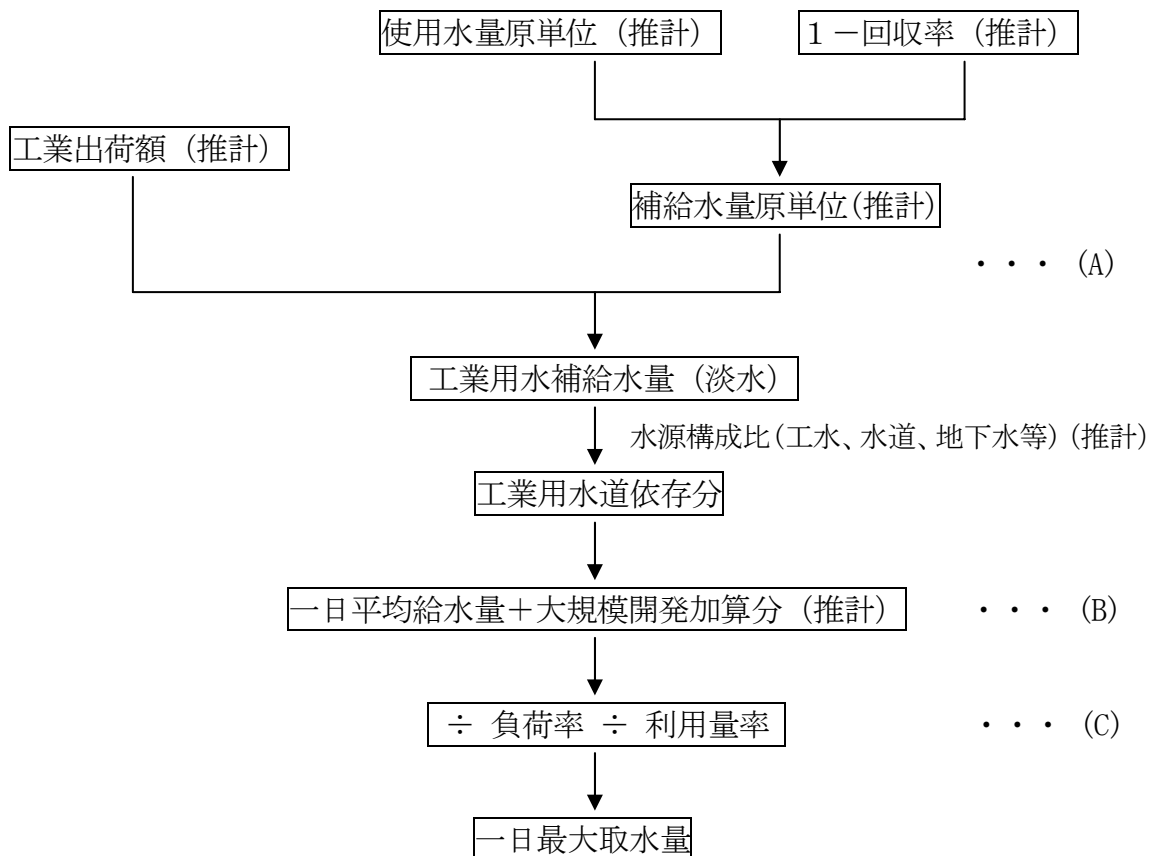 使用水量原単位（推計）
１－回収率（推計）
工業出荷額（推計）
補給水量原単位(推計)
・・・ (A)
工業用水補給水量（淡水）
水源構成比(工水、水道、地下水等)(推計)
工業用水道依存分
一日平均給水量＋大規模開発加算分（推計）
・・・ (B)
÷ 負荷率 ÷ 利用量率
・・・ (C)
一日最大取水量